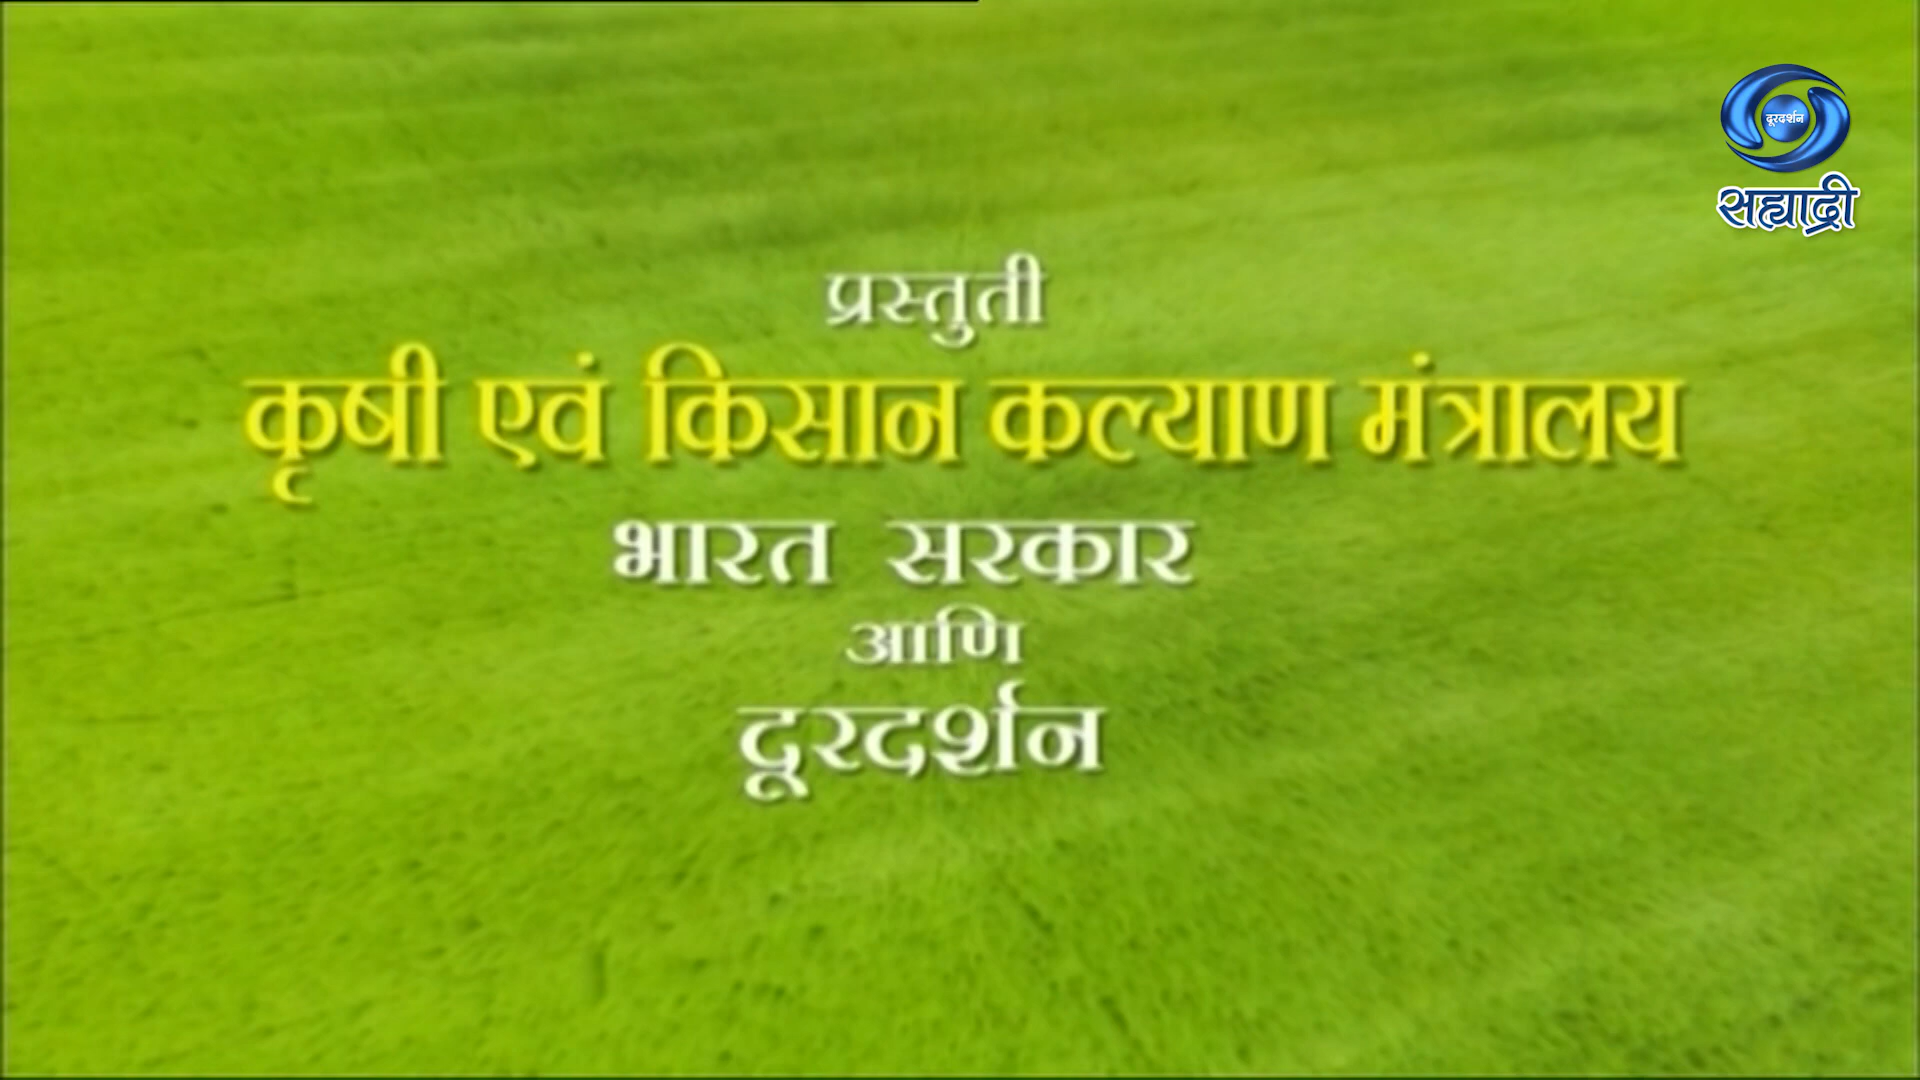 दूरदर्शन
सह्याद्री
प्रस्तुती
कृषी एवं किसान कल्याण मंत्रालय
भारत सरकार
आणि
दूरदर्शन